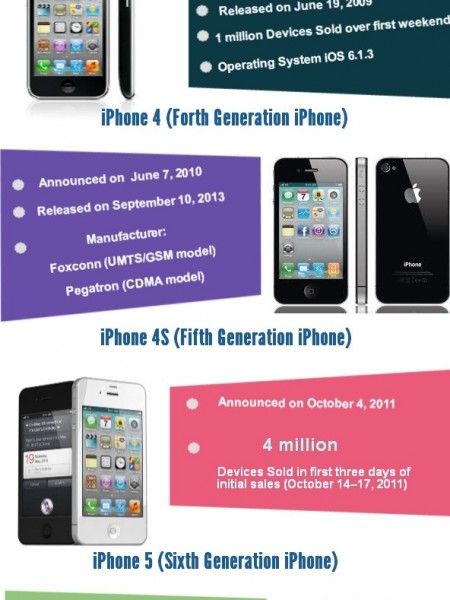 Released on June 19, 2009
1 million Devices Sold over first weekend
Operating System iOS 6.1.3
iPhone 4 (Forth Generation iPhone)
Announced on June 7, 2010
Released on September 10, 2013
Manufacturer:
Foxconn (UMTS/GSM model)
Pegatron (CDMA model)
iPhone
iPhone 4S (Fifth Generation iPhone)
Announced on October 4, 2011
4 million
Devices Sold in first three days of
initial sales (October 14–17, 2011)
iPhone 5 (Sixth Generation iPhone)